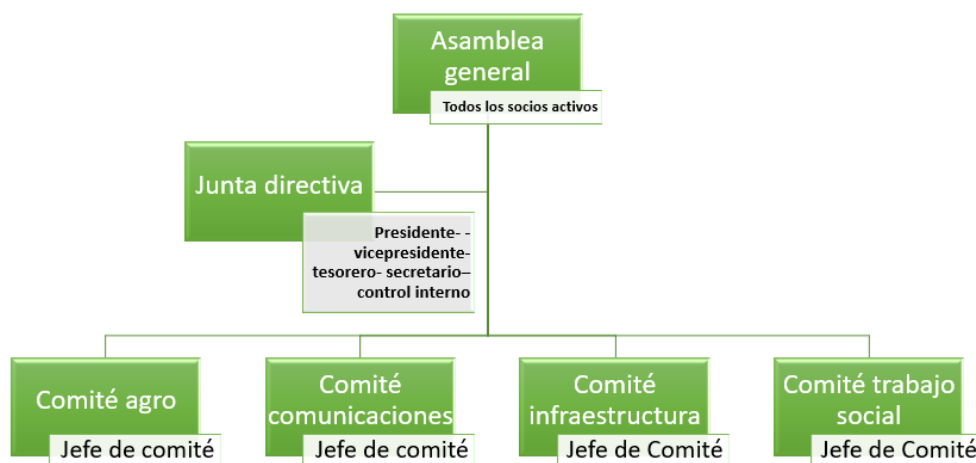 Asamblea
general
Todos los socios activos
Junta directiva
Presidente- -
vicepresidente-
tesorero- secretario–
control interno
Comité agro
Jefe de comité
Comité
comunicaciones
Jefe de comité
Comité
infraestructura
Jefe de Comité
Comité trabajo
social
Jefe de Comité